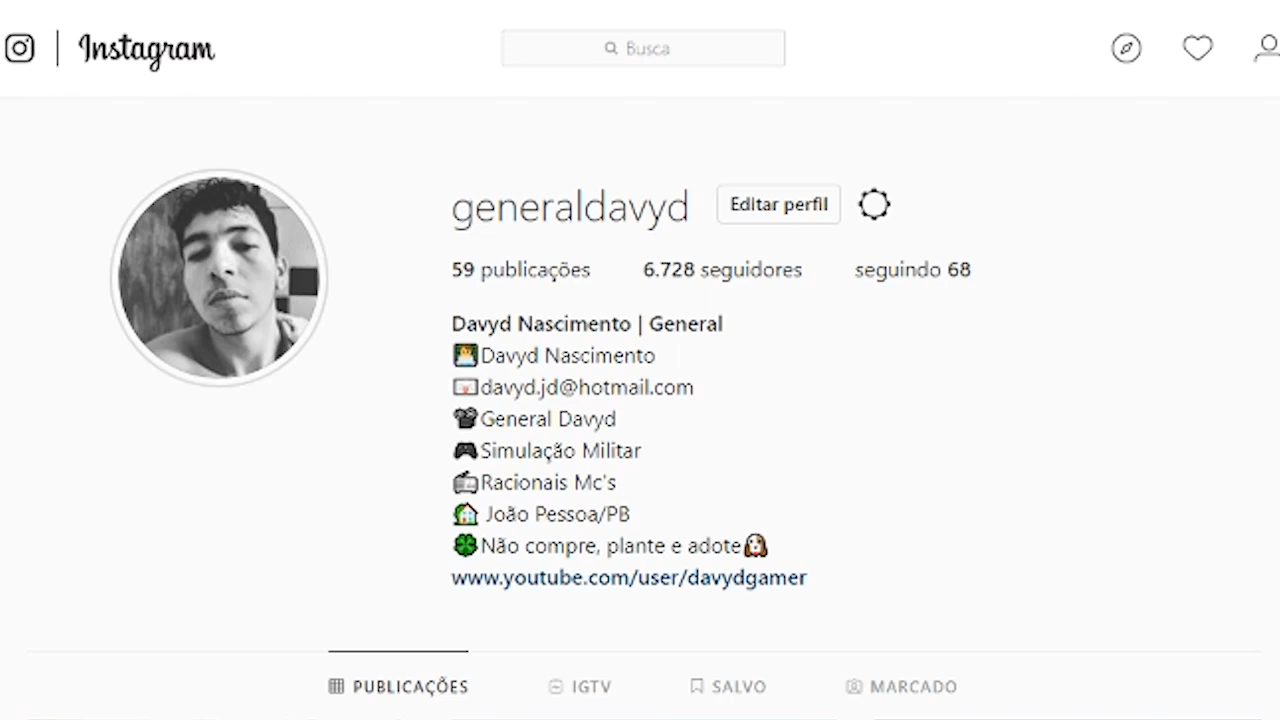 Instagram
Busca
generaldavyd Editar perfil
59 publicações 6.728 seguidores seguindo 68
Davyd Nascimento | General
Davyd Nascimento
davyd.jd@hotmail.com
General Davyd
Simulação Militar
Racionais Mc's
João Pessoa/PB
Não compre, plante e adote
www.youtube.com/user/davydgamer
PUBLICAÇÕES IGTV SALVO MARCADO